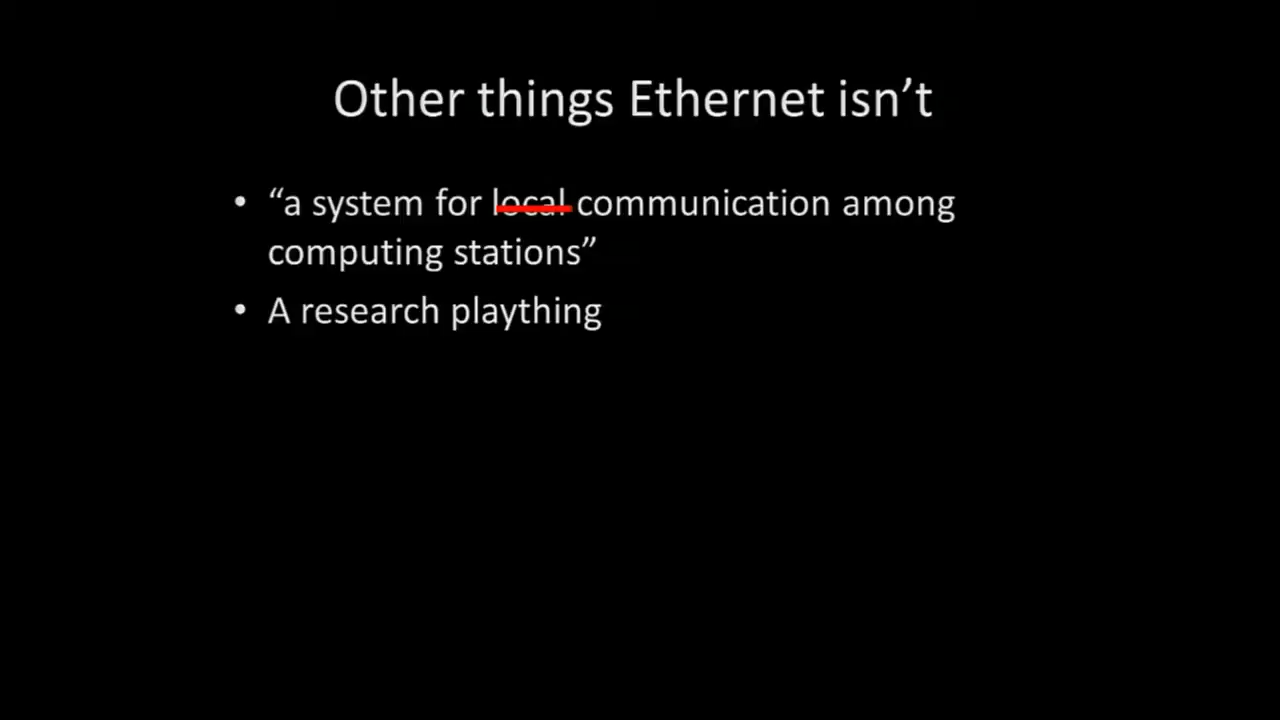 Other things Ethernet isn’t
• “a system for local communication among
computing stations”
• A research plaything